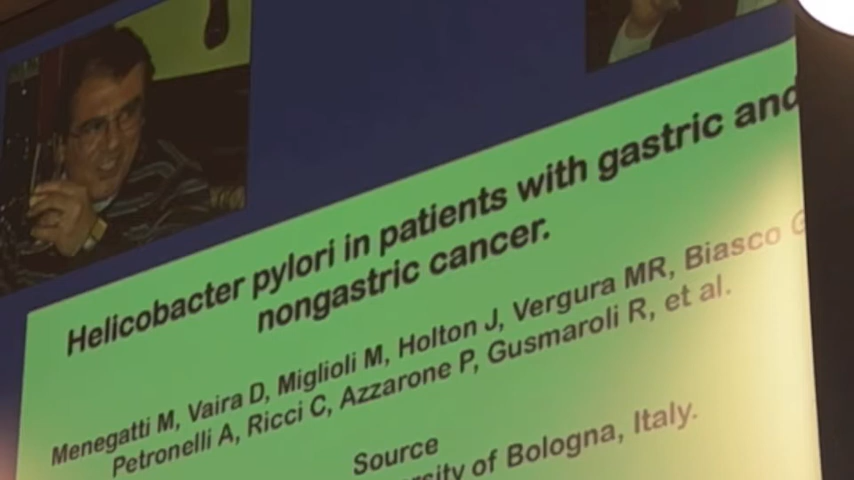 Helicobacter pylori in patients with gastric and
nongastric cancer.
Menegatti M, Vaira D, Miglioli M, Holton J, Vergura MR, Biasco G
Petronelli A, Ricci C, Azzarone P, Gusmaroli R, et al.
Source
of Bologna, Italy.